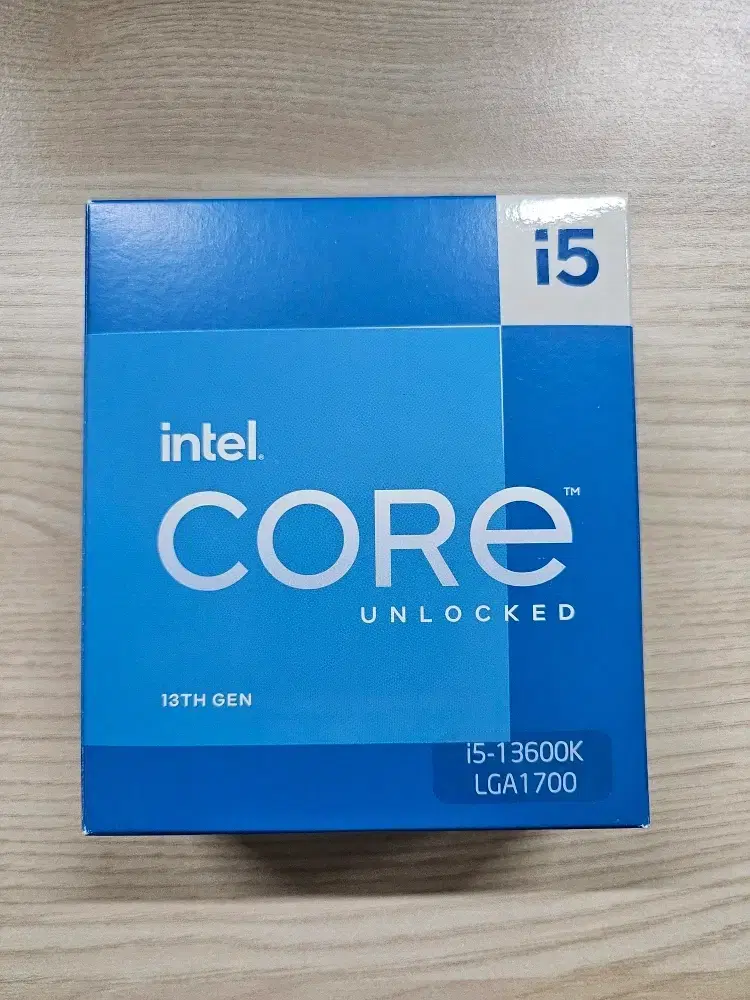 i5
intel.
CORe™
UNLOCKED
13TH GEN
i5-13600K
LGA1700